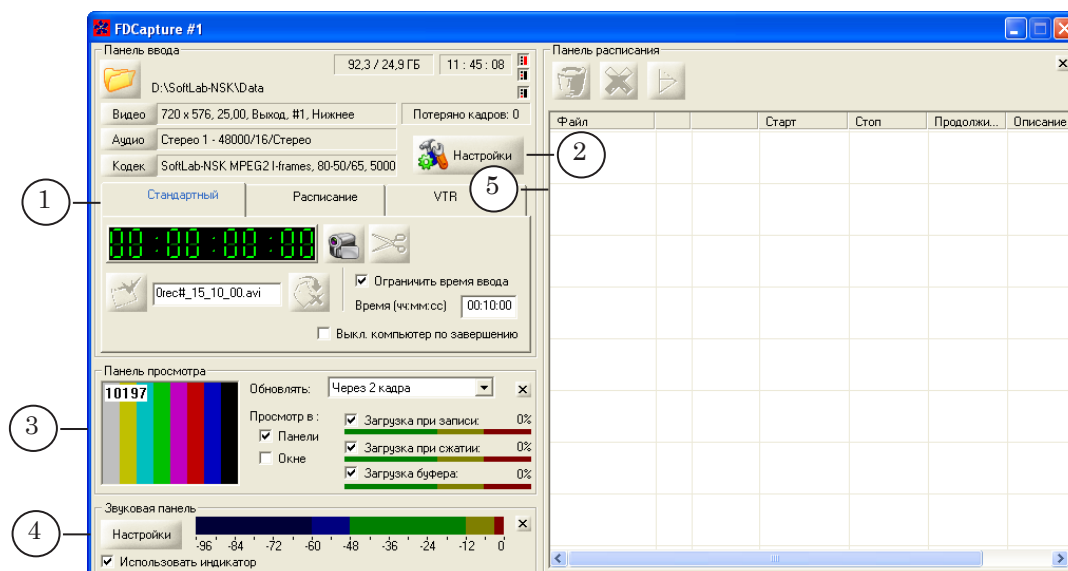 FDCapture #1
Панель ввода
92,3 / 24,9 ГБ
11 : 45 : 08
D:\SoftLab-NSK\Data
Видео 720 x 576, 25,00, Выход, #1, Нижнее
Потеряно кадров: 0
Аудио Стерео 1 - 48000/16/Стерео
Кодек SoftLab-NSK MPEG2 I-frames, 80-50/65, 5000
Настройки
2
1
5
Стандартный Расписание VTR
00:00:00:00
0rec#_15_10_00.avi
Ограничить время ввода
Время (чч:мм:сс) 00:10:00
Выкл. компьютер по завершению
Панель просмотра
3
10197
Обновлять: Через 2 кадра
Просмотр в :
Панели
Окне
Загрузка при записи: 0%
Загрузка при сжатии: 0%
Загрузка буфера: 0%
Звуковая панель
4
Настройки
-96 -84 -72 -60 -48 -36 -24 -12 0
Использовать индикатор
Панель расписания
Файл Старт Стоп Продолжи... Описание